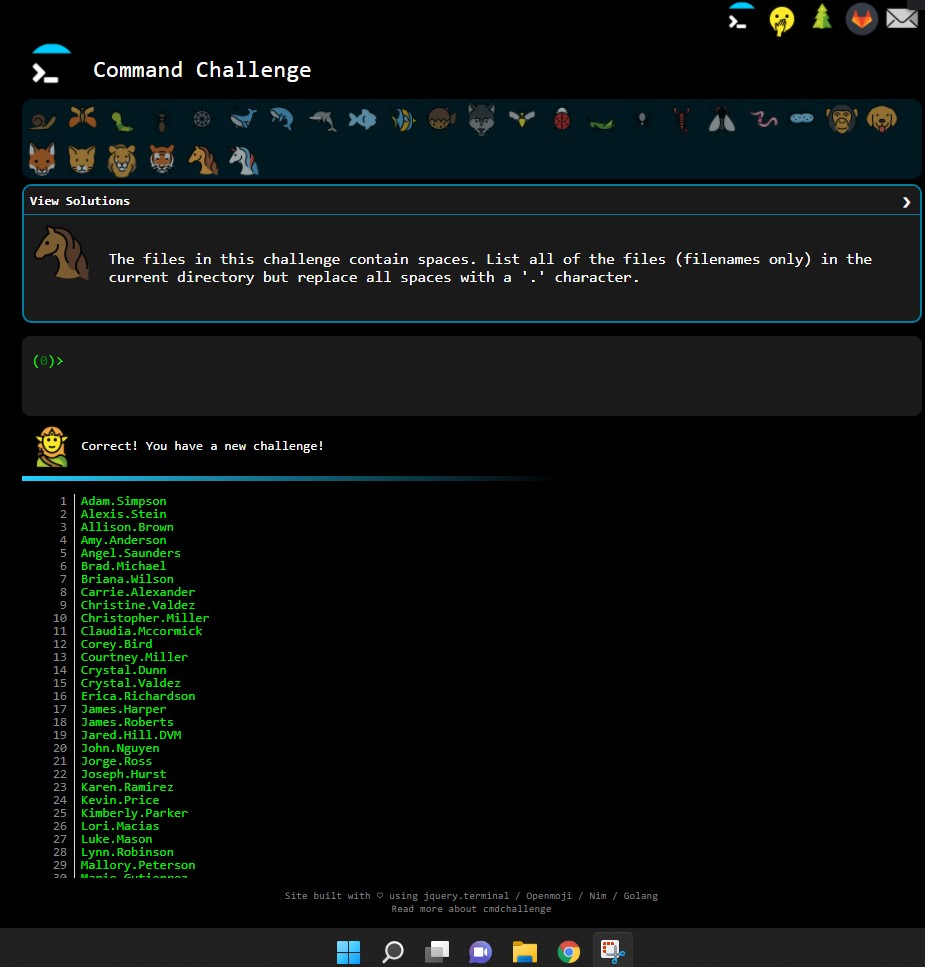 Command Challenge
View Solutions
The files in this challenge contain spaces. List all of the files (filenames only) in the
current directory but replace all spaces with a '.' character.
(0)>
Correct! You have a new challenge!
1 Adam.Simpson
2 Alexis.Stein
3 Allison.Brown
4 Amy.Anderson
5 Angel.Saunders
6 Brad.Michael
7 Briana.Wilson
8 Carrie.Alexander
9 Christine.Valdez
10 Christopher.Miller
11 Claudia.Mccormick
12 Corey.Bird
13 Courtney.Miller
14 Crystal.Dunn
15 Crystal.Valdez
16 Erica.Richardson
17 James.Harper
18 James.Roberts
19 Jared.Hill.DVM
20 John.Nguyen
21 Jorge.Ross
22 Joseph.Hurst
23 Karen.Ramirez
24 Kevin.Price
25 Kimberly.Parker
26 Lori.Macias
27 Luke.Mason
28 Lynn.Robinson
29 Mallory.Peterson
30
Site built with ♡ using jquery.terminal / Openmoji / Nim / Golang
Read more about cmdchallenge